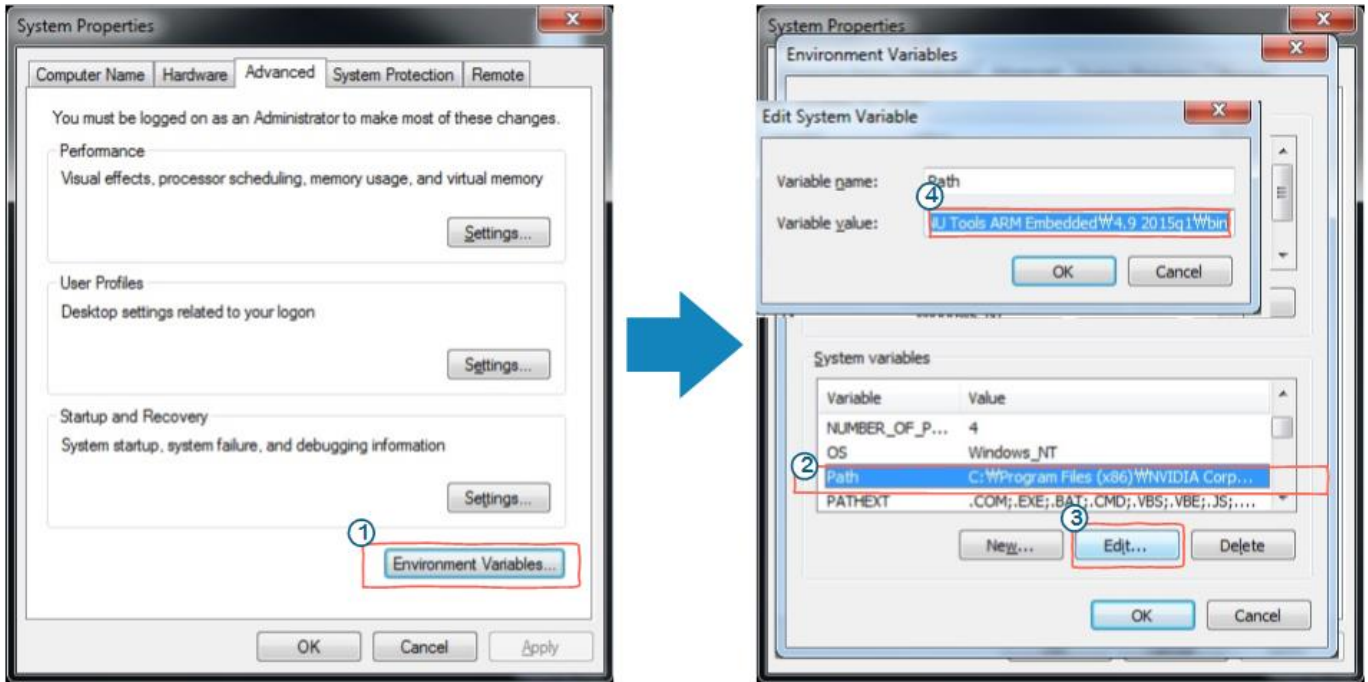 System Properties
Computer Name Hardware Advanced System Protection Remote
You must be logged on as an Administrator to make most of these changes.
Performance
Visual effects, processor scheduling, memory usage, and virtual memory
Settings...
User Profiles
Desktop settings related to your logon
Settings...
Startup and Recovery
System startup, system failure, and debugging information
Settings...
①
Environment Variables...
OK Cancel Apply
System Properties
Environment Variables
Edit System Variable
Variable name: Path
④
Variable value: NU Tools ARM Embedded₩4.9 2015q1₩bin
OK Cancel
System variables
Variable Value
NUMBER_OF_P... 4
OS Windows_NT
②
Path C:₩Program Files (x86)₩NVIDIA Corp...
PATHEXT .COM;.EXE;.BAT;.CMD;.VBS;.VBE;.JS;....
③
New... Edit... Delete
OK Cancel